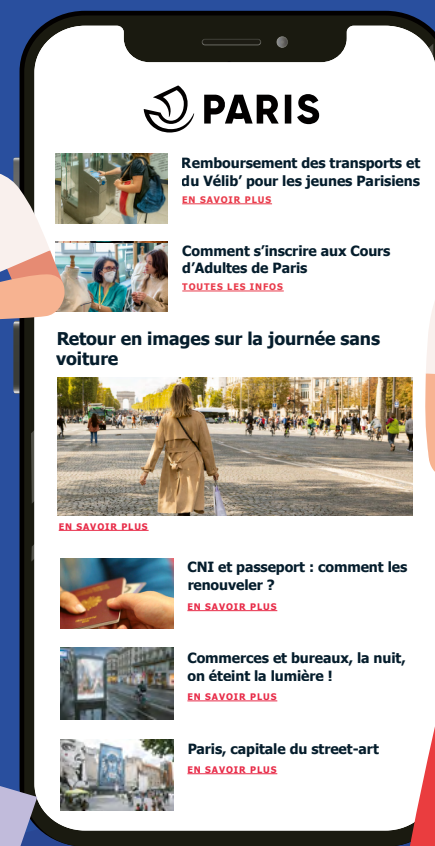 PARIS
Remboursement des transports et
du Vélib’ pour les jeunes Parisiens
EN SAVOIR PLUS
Comment s’inscrire aux Cours
d’Adultes de Paris
TOUTES LES INFOS
Retour en images sur la journée sans
voiture
EN SAVOIR PLUS
CNI et passeport : comment les
renouveler ?
EN SAVOIR PLUS
Commerces et bureaux, la nuit,
on éteint la lumière !
EN SAVOIR PLUS
Paris, capitale du street-art
EN SAVOIR PLUS